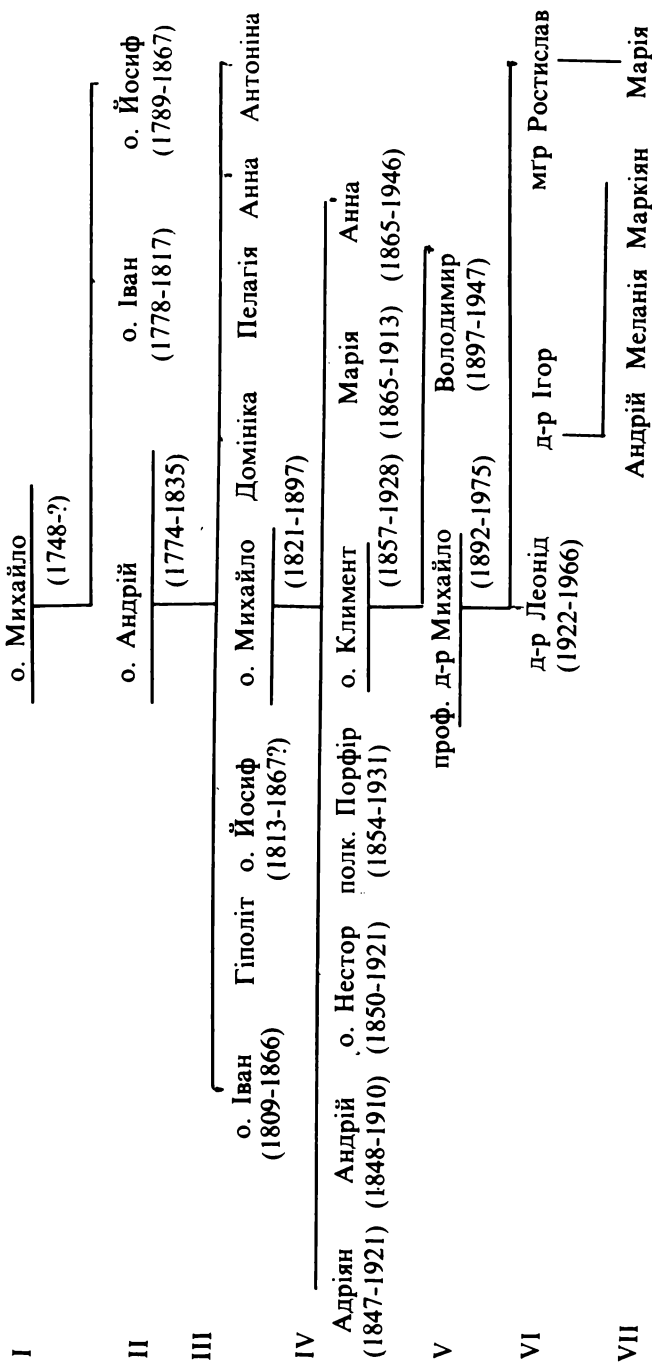 I
о. Михайло
(1748-?)
II
о. Андрій о. Іван о. Йосиф
(1774-1835) (1778-1817) (1789-1867)
III
о. Іван Гіполіт о. Йосиф о. Михайло Домініка Пелагія Анна Антоніна
(1809-1866) (1813-1867?) (1821-1897)
IV
Адріян Андрій о. Нестор полк. Порфір о. Климент Марія Анна
(1847-1921) (1848-1910) (1850-1921) (1854-1931) (1857-1928) (1865-1913) (1865-1946)
V
проф. д-р Михайло Володимир
(1892-1975) (1897-1947)
VI
д-р Леонід д-р Ігор мгр Ростислав
(1922-1966)
VII
Андрій Меланія Маркіян Марія